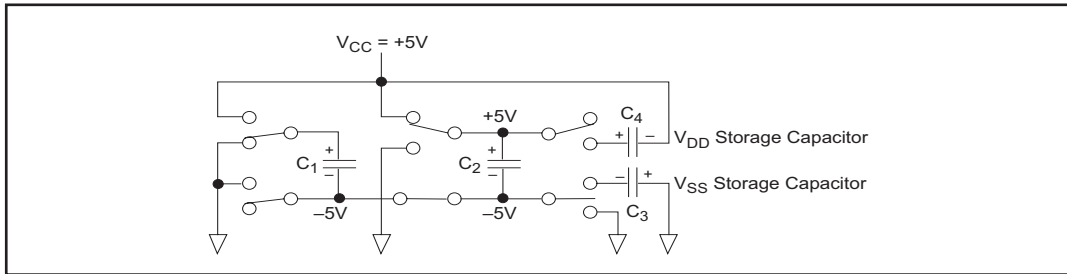 VCC = +5V
+5V
C4
+
–
VDD Storage Capacitor
+
C1
–
+
C2
–
–
+
VSS Storage Capacitor
–5V
–5V
C3